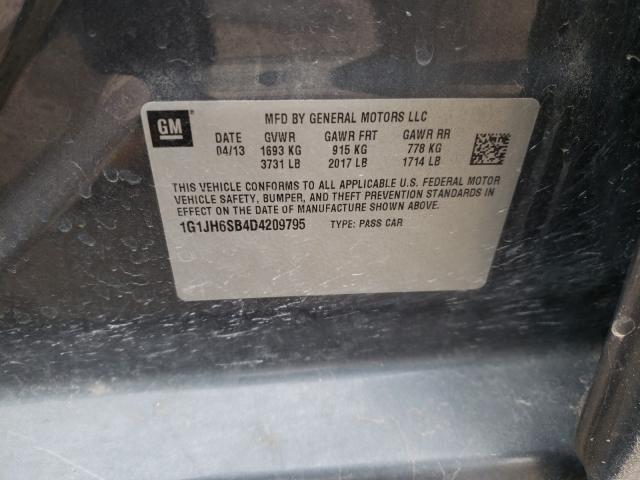 GM
MFD BY GENERAL MOTORS LLC
DATE GVWR GAWR FRT GAWR RR
04/13 1693 KG 915 KG 778 KG
3731 LB 2017 LB 1714 LB
THIS VEHICLE CONFORMS TO ALL APPLICABLE U.S. FEDERAL MOTOR
VEHICLE SAFETY, BUMPER, AND THEFT PREVENTION STANDARDS IN
EFFECT ON THE DATE OF MANUFACTURE SHOWN ABOVE.
1G1JH6SB4D4209795 TYPE: PASS CAR